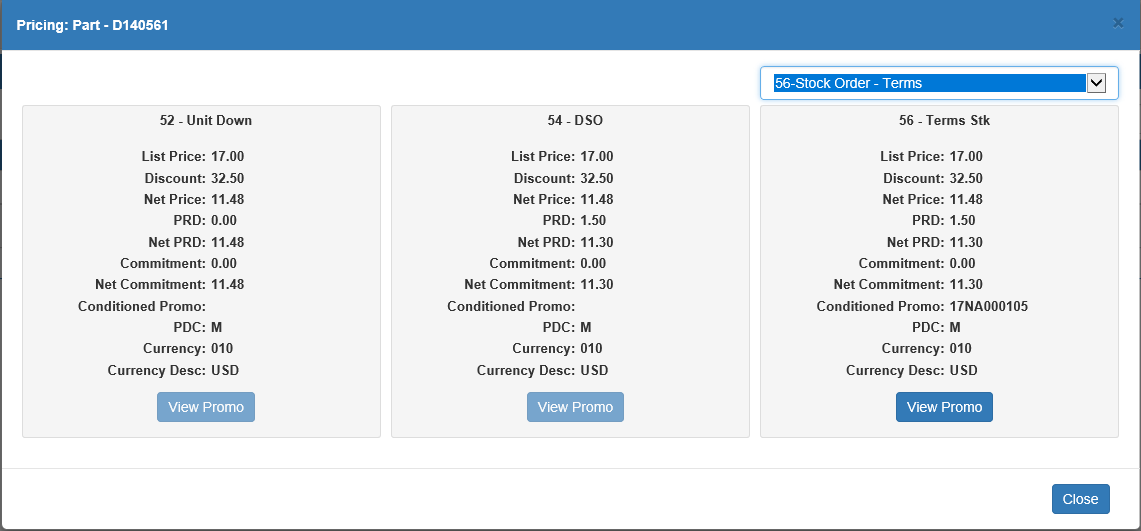 Pricing: Part - D140561
×
56-Stock Order - Terms
52 - Unit Down
List Price: 17.00
Discount: 32.50
Net Price: 11.48
PRD: 0.00
Net PRD: 11.48
Commitment: 0.00
Net Commitment: 11.48
Conditioned Promo:
PDC: M
Currency: 010
Currency Desc: USD
View Promo
54 - DSO
List Price: 17.00
Discount: 32.50
Net Price: 11.48
PRD: 1.50
Net PRD: 11.30
Commitment: 0.00
Net Commitment: 11.30
Conditioned Promo:
PDC: M
Currency: 010
Currency Desc: USD
View Promo
56 - Terms Stk
List Price: 17.00
Discount: 32.50
Net Price: 11.48
PRD: 1.50
Net PRD: 11.30
Commitment: 0.00
Net Commitment: 11.30
Conditioned Promo: 17NA000105
PDC: M
Currency: 010
Currency Desc: USD
View Promo
Close